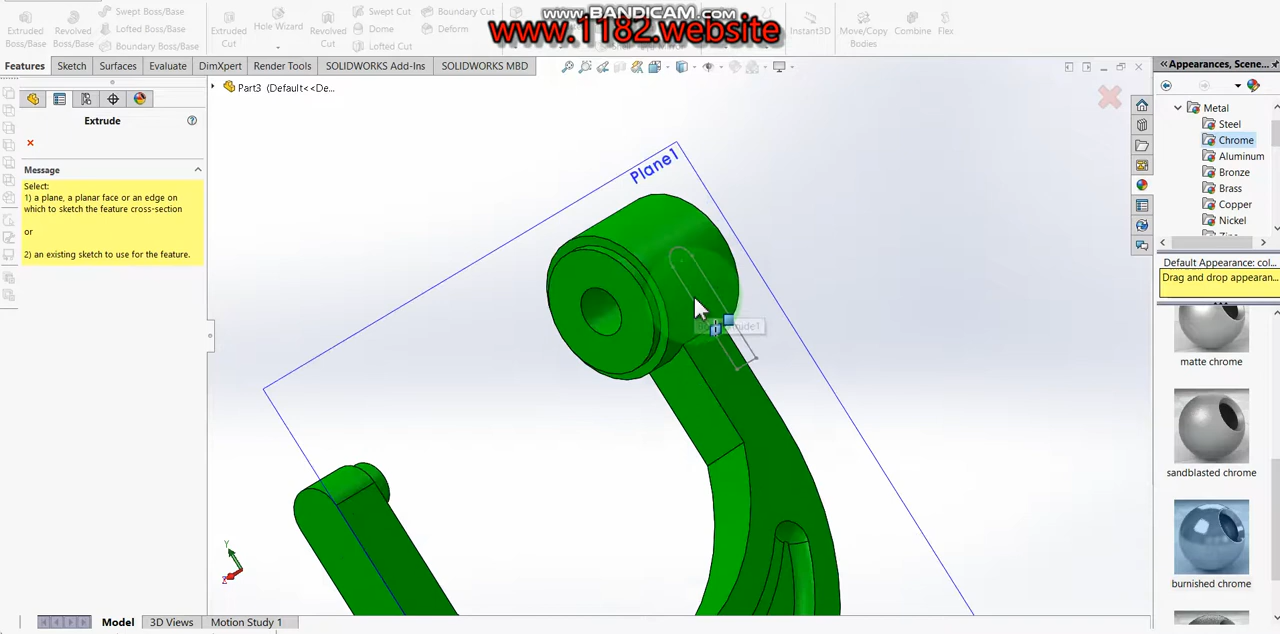 www.BANDICAM.com
www.1182.website
Extruded Boss/Base
Revolved Boss/Base
Swept Boss/Base
Lofted Boss/Base
Boundary Boss/Base
Extruded Cut
Hole Wizard
Revolved Cut
Swept Cut
Dome
Lofted Cut
Boundary Cut
Deform
Instant3D
Move/Copy Bodies
Combine
Flex
Features
Sketch
Surfaces
Evaluate
DimXpert
Render Tools
SOLIDWORKS Add-Ins
SOLIDWORKS MBD
Part3 (Default<<De...
Extrude
Message
Select:
1) a plane, a planar face or an edge on
which to sketch the feature cross-section
or
2) an existing sketch to use for the feature.
Plane1
Y
Z
Appearances, Scene...
Metal
Steel
Chrome
Aluminum
Bronze
Brass
Copper
Nickel
Default Appearance: col...
Drag and drop appearan...
matte chrome
sandblasted chrome
burnished chrome
Model
3D Views
Motion Study 1